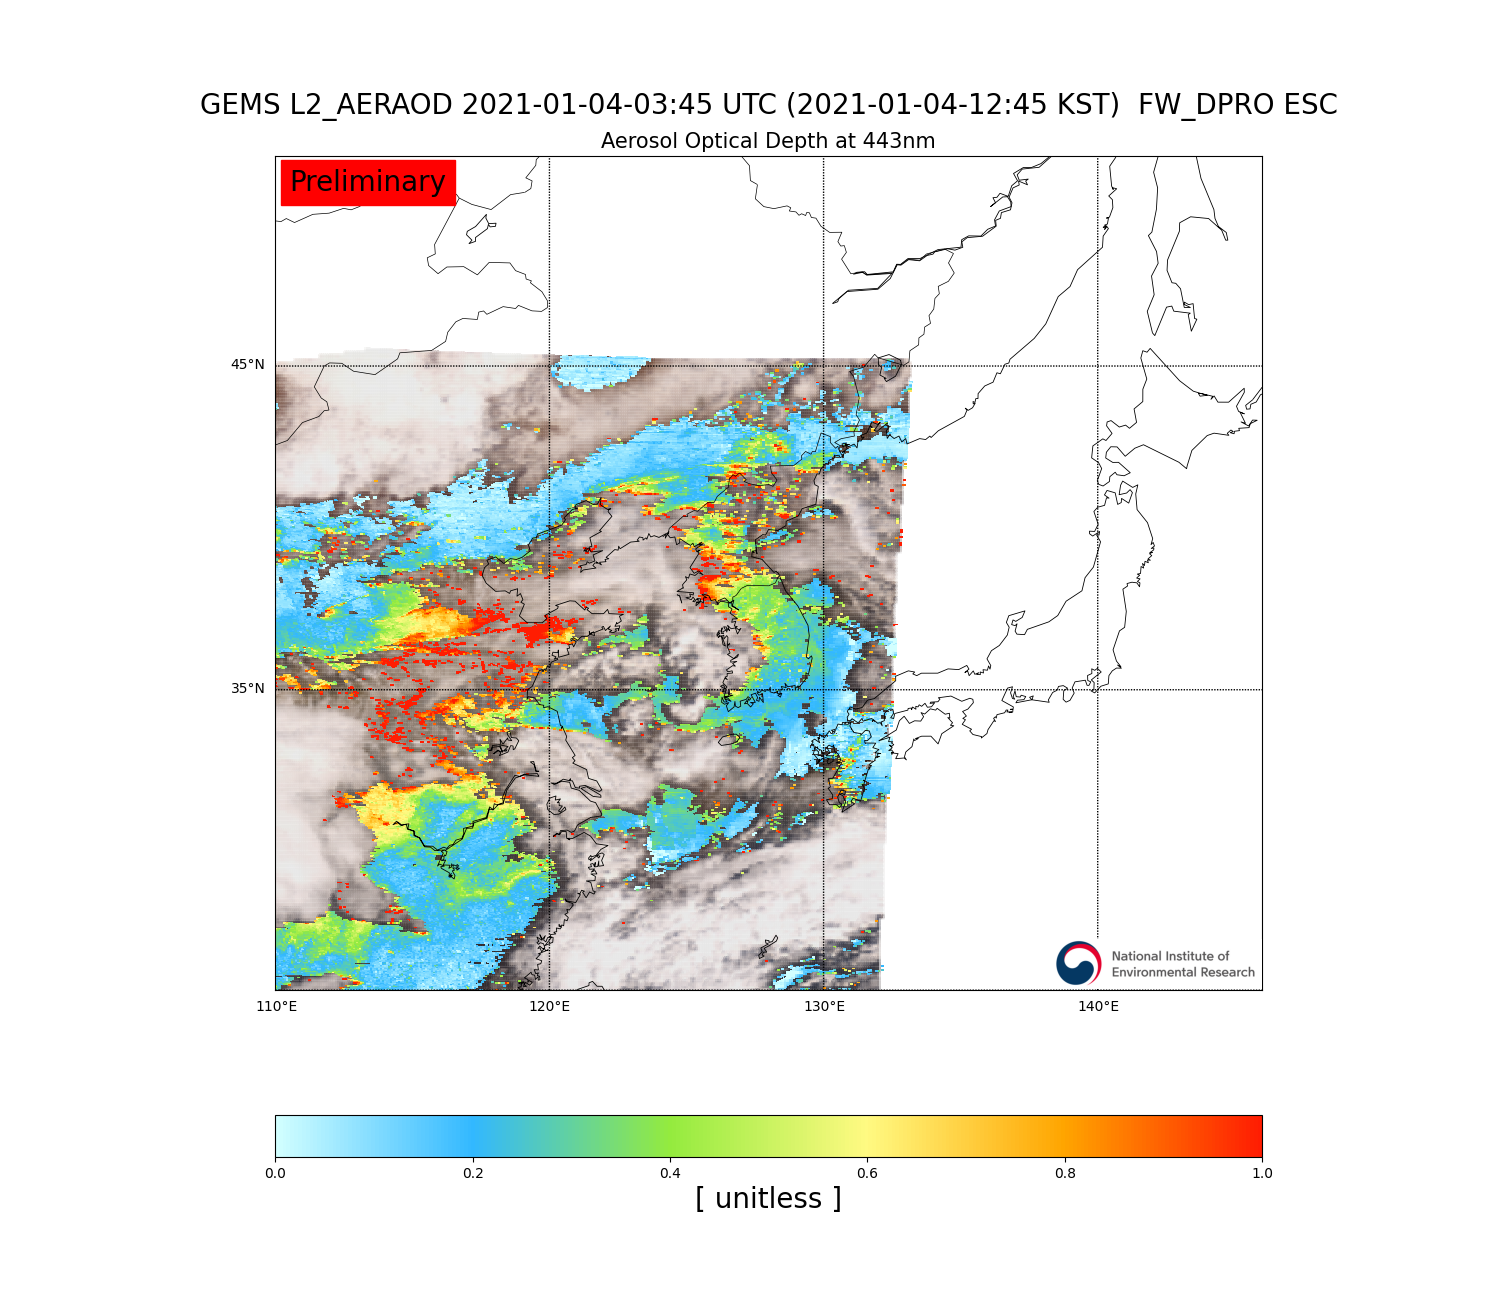 GEMS L2_AERAOD 2021-01-04-03:45 UTC (2021-01-04-12:45 KST)  FW_DPRO ESC
Aerosol Optical Depth at 443nm
Preliminary
45°N
35°N
National Institute of
Environmental Research
110°E 120°E 130°E 140°E
0.0 0.2 0.4 0.6 0.8 1.0
[ unitless ]